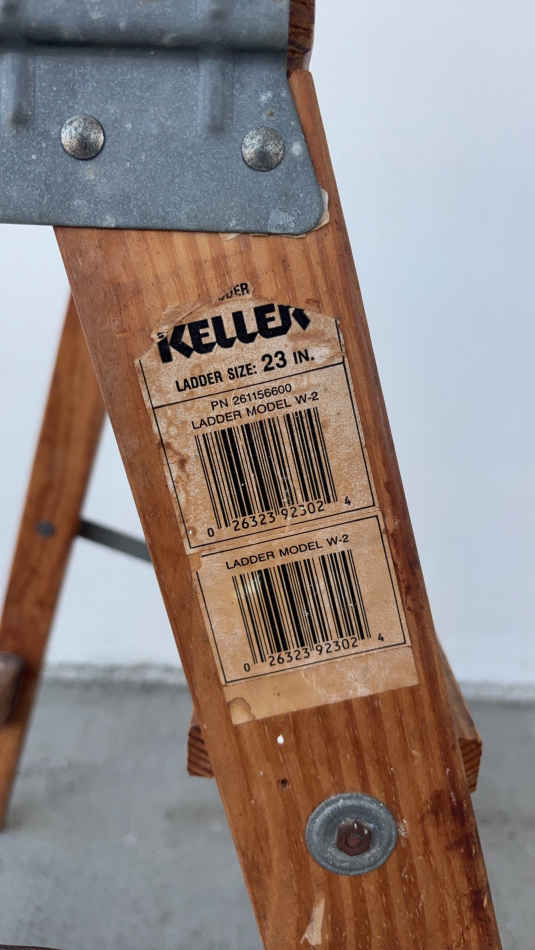 KELLER
LADDER SIZE: 23 IN.
PN 261156600
LADDER MODEL W-2
0 26323 92302 4
LADDER MODEL W-2
0 26323 92302 4